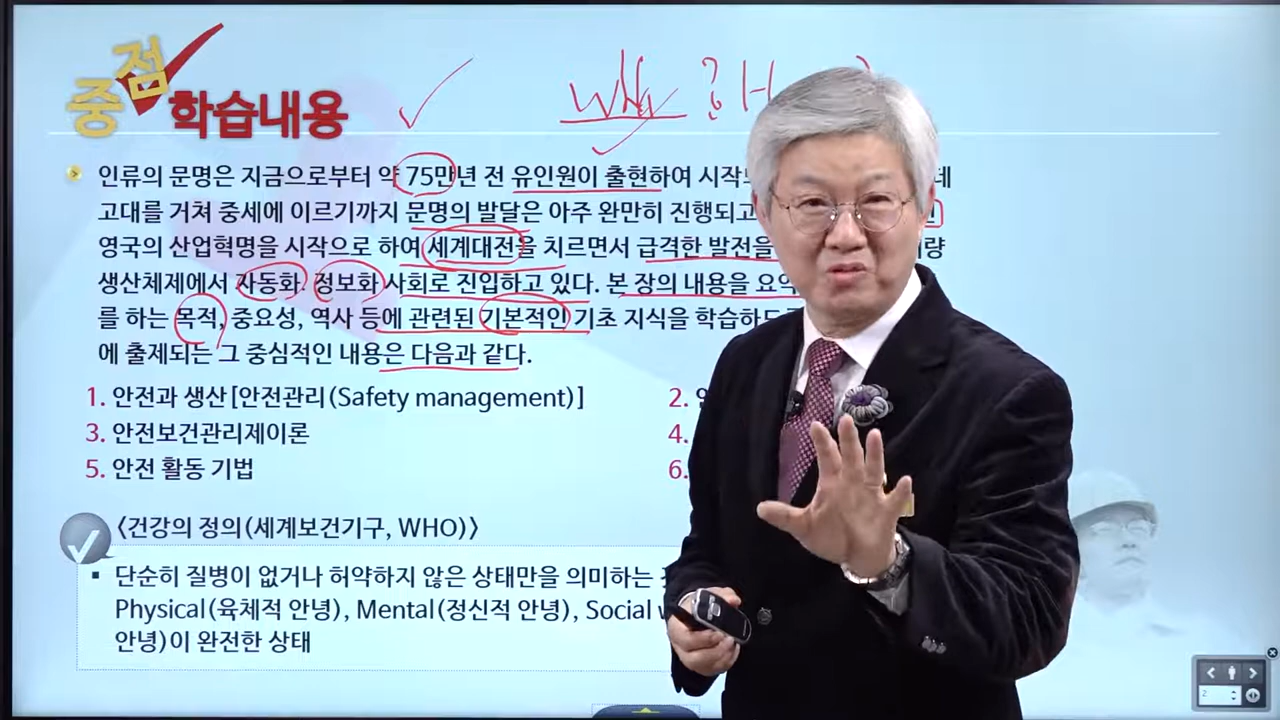 중점
학습내용
why
인류의 문명은 지금으로부터 약 75만년 전 유인원이 출현하여 시작
고대를 거쳐 중세에 이르기까지 문명의 발달은 아주 완만히 진행되고
영국의 산업혁명을 시작으로 하여 세계대전을 치르면서 급격한 발전을
생산체제에서 자동화, 정보화 사회로 진입하고 있다. 본 장의 내용을 요약
를 하는 목적, 중요성, 역사 등에 관련된 기본적인 기초 지식을 학습하
에 출제되는 그 중심적인 내용은 다음과 같다.
1. 안전과 생산[안전관리(Safety management)] 2.
3. 안전보건관리제이론 4.
5. 안전 활동 기법 6.
〈건강의 정의(세계보건기구, WHO)〉
▪ 단순히 질병이 없거나 허약하지 않은 상태만을 의미하는
Physical(육체적 안녕), Mental(정신적 안녕), Social
안녕)이 완전한 상태
2